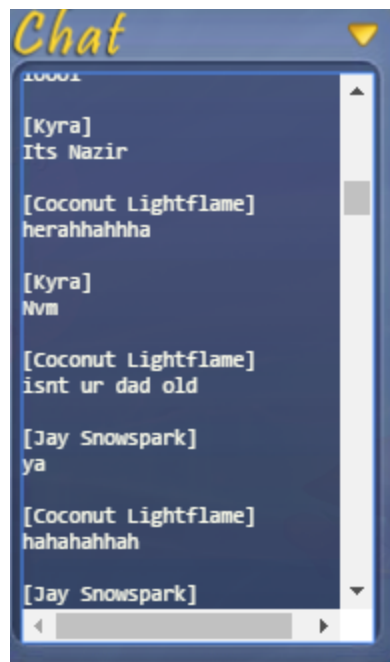 Chat
[Kyra]
Its Nazir
[Coconut Lightflame]
herahhahhha
[Kyra]
Nvm
[Coconut Lightflame]
isnt ur dad old
[Jay Snowspark]
ya
[Coconut Lightflame]
hahahahhah
[Jay Snowspark]